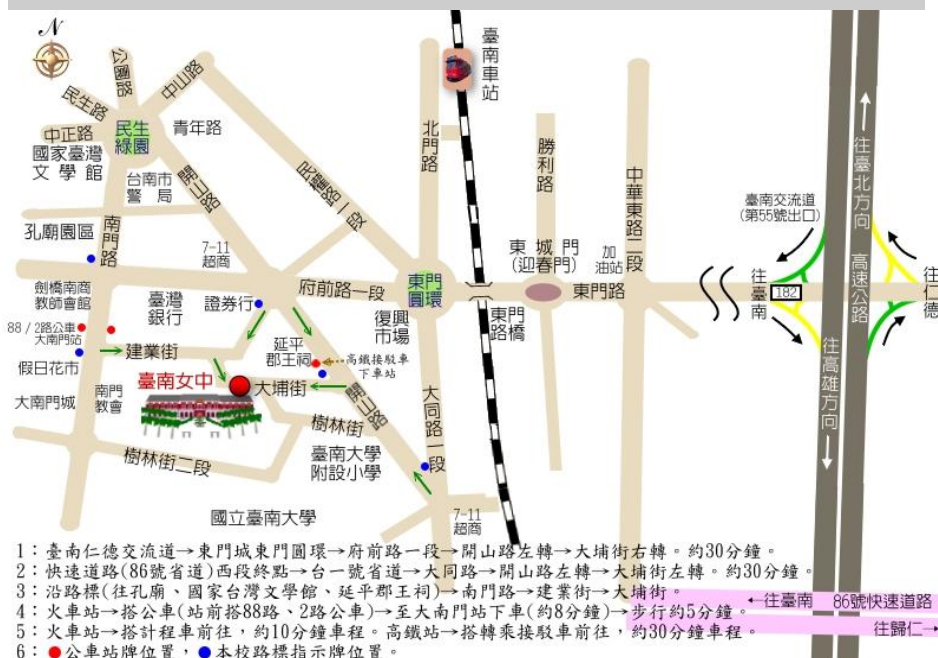 N
公園路
中山路
民生路
中正路
民生
綠園
青年路
國家臺灣
文學館
台南市
警局
開山路
民權路一段
北門路
臺南車站
勝利路
中華東路二段
臺南交流道
(第55號出口)
往臺北方向
高速公路
往高雄方向
往臺南
182
往仁德
孔廟園區
南門路
7-11
超商
東城門
(迎春門)
加油站
劍橋南商
教師會館
臺灣
銀行
證券行
府前路一段
東門
圓環
東門路
東門路橋
復興
市場
88/2路公車
大南門站
建業街
延平
郡王祠
高鐵接駁車
下車站
假日花市
臺南女中
大埔街
開山路
大同路一段
大南門城
南門
教會
樹林街
樹林街二段
臺南大學
附設小學
國立臺南大學
7-11
超商
1：臺南仁德交流道→東門城東門圓環→府前路一段→開山路左轉→大埔街右轉。約30分鐘。
2：快速道路(86號省道)西段終點→台一號省道→大同路→開山路左轉→大埔街左轉。約30分鐘。
3：沿路標(往孔廟、國家台灣文學館、延平郡王祠)→南門路→建業街→大埔街。
4：火車站→搭公車(站前搭88路、2路公車)→至大南門站下車(約8分鐘)→步行約5分鐘。
5：火車站→搭計程車前往，約10分鐘車程。高鐵站→搭轉乘接駁車前往，約30分鐘車程。
6：●公車站牌位置，●本校路標指示牌位置。
←往臺南 86號快速道路
往歸仁→